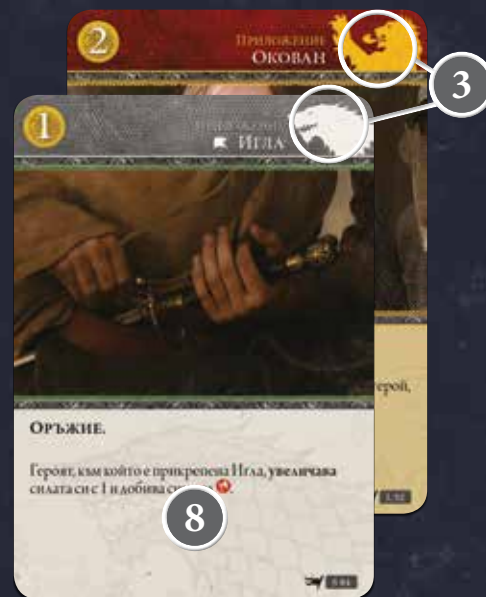 2
Приложение
Окован
3
1
Приложение
Игла
ерой,
Оръжие.
Героят, към който е прикрепена Игла, увеличава
силата си с 1 и добива
8